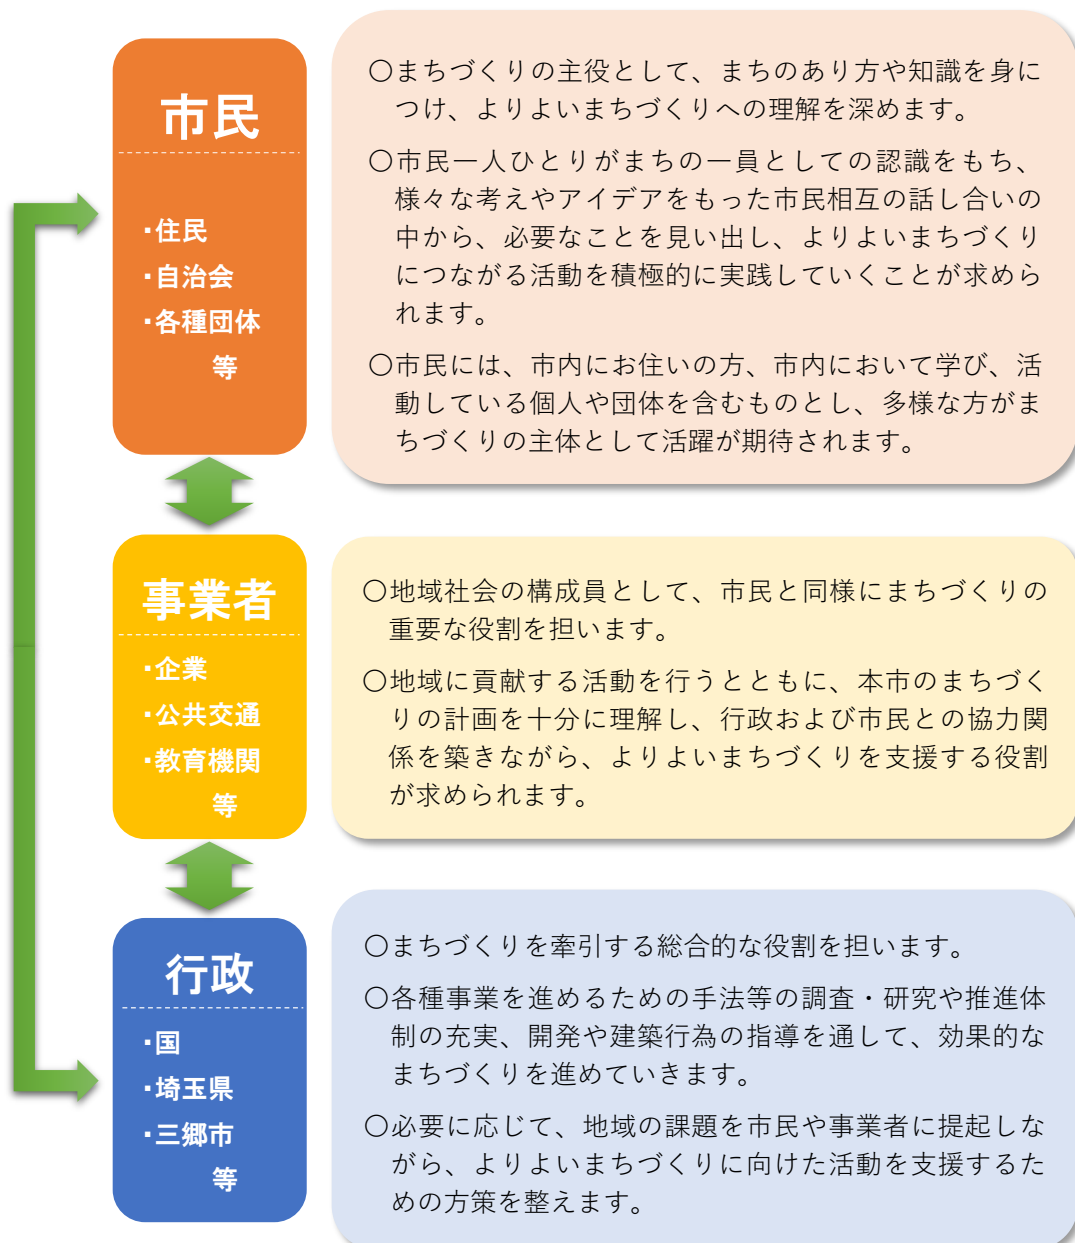 市民
・住民
・自治会
・各種団体
等
〇まちづくりの主役として、まちのあり方や知識を身に
つけ、よりよいまちづくりへの理解を深めます。
〇市民一人ひとりがまちの一員としての認識をもち、
様々な考えやアイデアをもった市民相互の話し合いの
中から、必要なことを見い出し、よりよいまちづくり
につながる活動を積極的に実践していくことが求めら
れます。
〇市民には、市内にお住いの方、市内において学び、活
動している個人や団体を含むものとし、多様な方がま
ちづくりの主体として活躍が期待されます。
事業者
・企業
・公共交通
・教育機関
等
〇地域社会の構成員として、市民と同様にまちづくりの
重要な役割を担います。
〇地域に貢献する活動を行うとともに、本市のまちづく
りの計画を十分に理解し、行政および市民との協力関
係を築きながら、よりよいまちづくりを支援する役割
が求められます。
行政
・国
・埼玉県
・三郷市
等
〇まちづくりを牽引する総合的な役割を担います。
〇各種事業を進めるための手法等の調査・研究や推進体
制の充実、開発や建築行為の指導を通して、効果的な
まちづくりを進めていきます。
〇必要に応じて、地域の課題を市民や事業者に提起しな
がら、よりよいまちづくりに向けた活動を支援するた
めの方策を整えます。